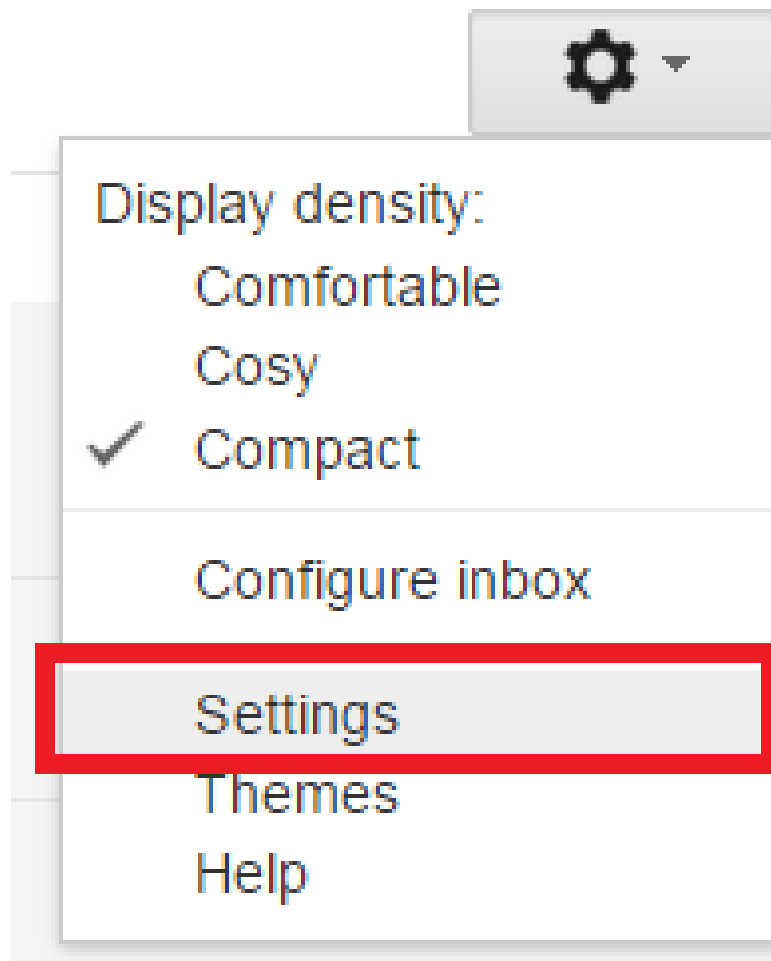 Display density:
Comfortable
Cosy
Compact
Configure inbox
Settings
Themes
Help